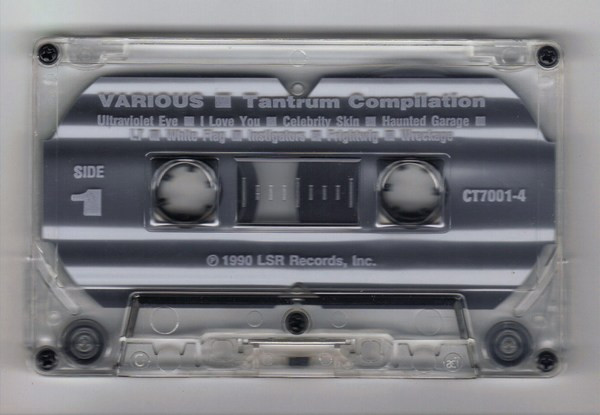 VARIOUS ■ Tantrum Compilation
Ultraviolet Eye ■ I Love You ■ Celebrity Skin ■ Haunted Garage ■
L7 ■ White Flag ■ Instigators ■ Frightwig ■ Wreckage
SIDE
1
CT7001-4
℗ 1990 LSR Records, Inc.